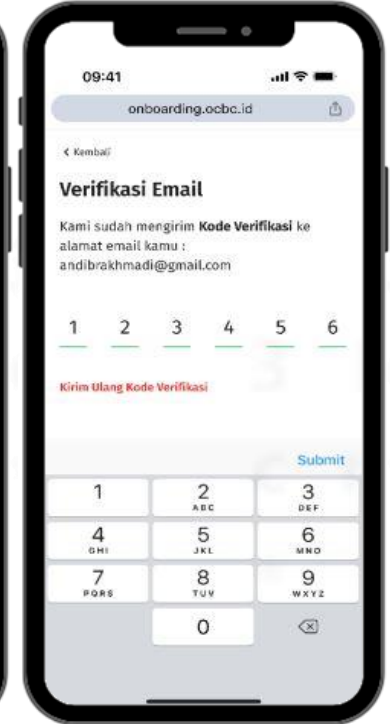 09:41
onboarding.ocbc.id
< Kembali
Verifikasi Email
Kami sudah mengirim Kode Verifikasi ke
alamat email kamu :
andibrakhmadi@gmail.com
1 2 3 4 5 6
Kirim Ulang Kode Verifikasi
Submit
1 2 3
ABC DEF
4 5 6
GHI JKL MNO
7 8 9
PQRS TUV WXYZ
0